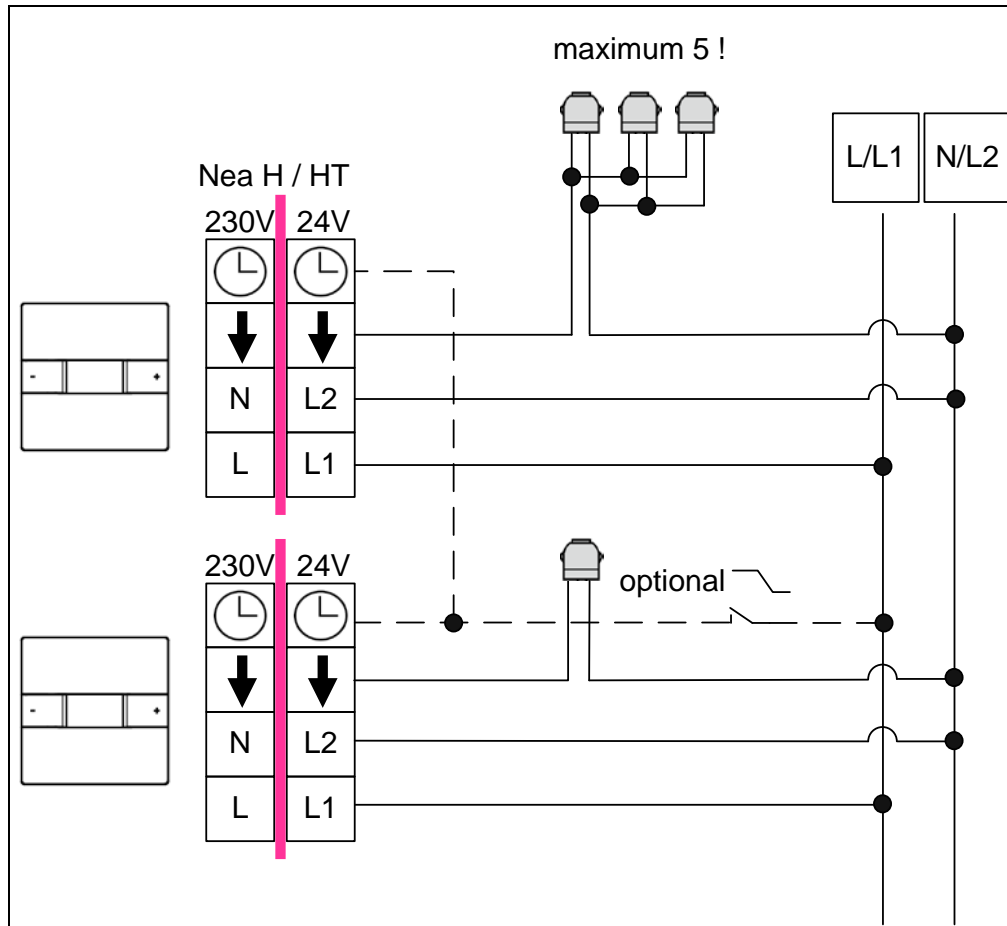 maximum 5 !
L/L1 N/L2
Nea H / HT
230V 24V
- +
N L2
L L1
230V 24V
optional
- +
N L2
L L1